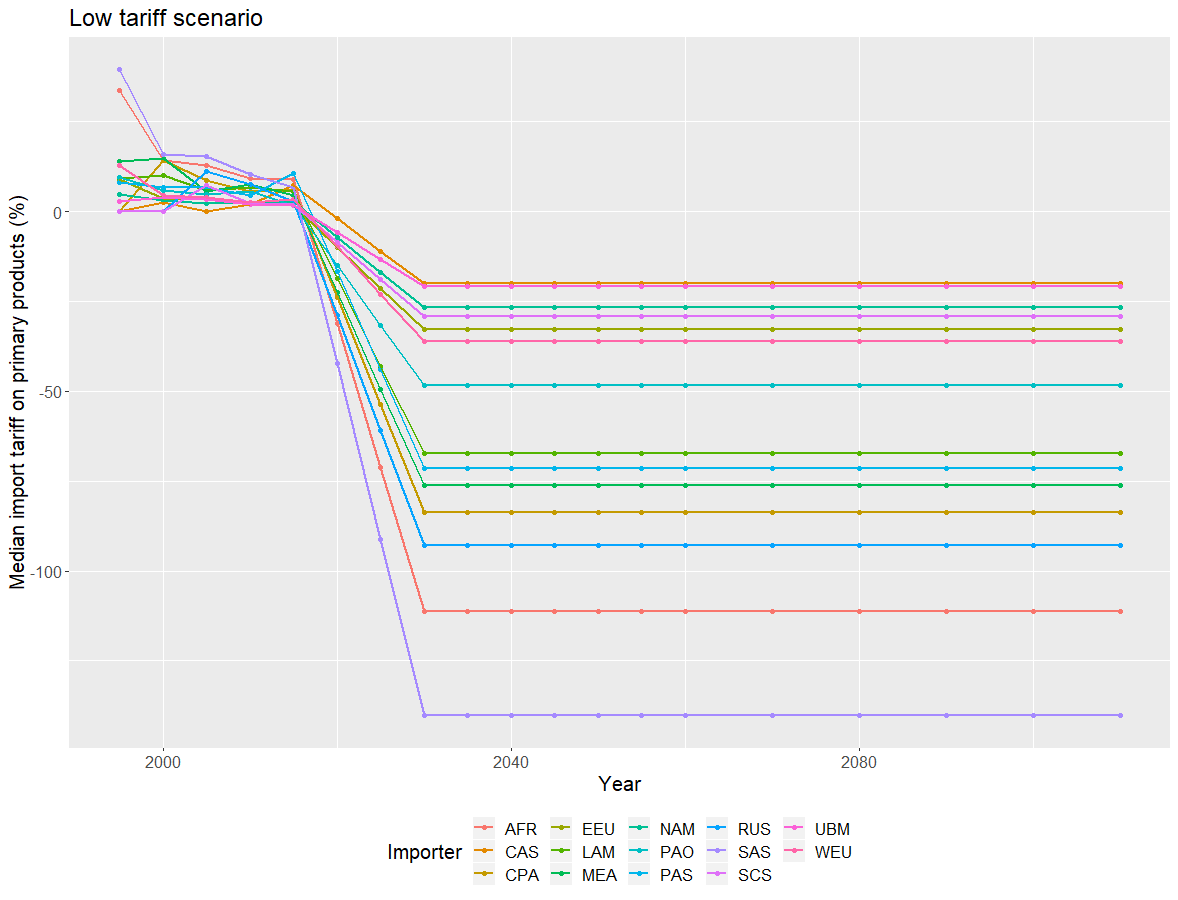 Low tariff scenario
Median import tariff on primary products (%)
0
-50
-100
2000 2040 2080
Year
Importer
AFR EEU NAM RUS UBM
CAS LAM PAO SAS WEU
CPA MEA PAS SCS